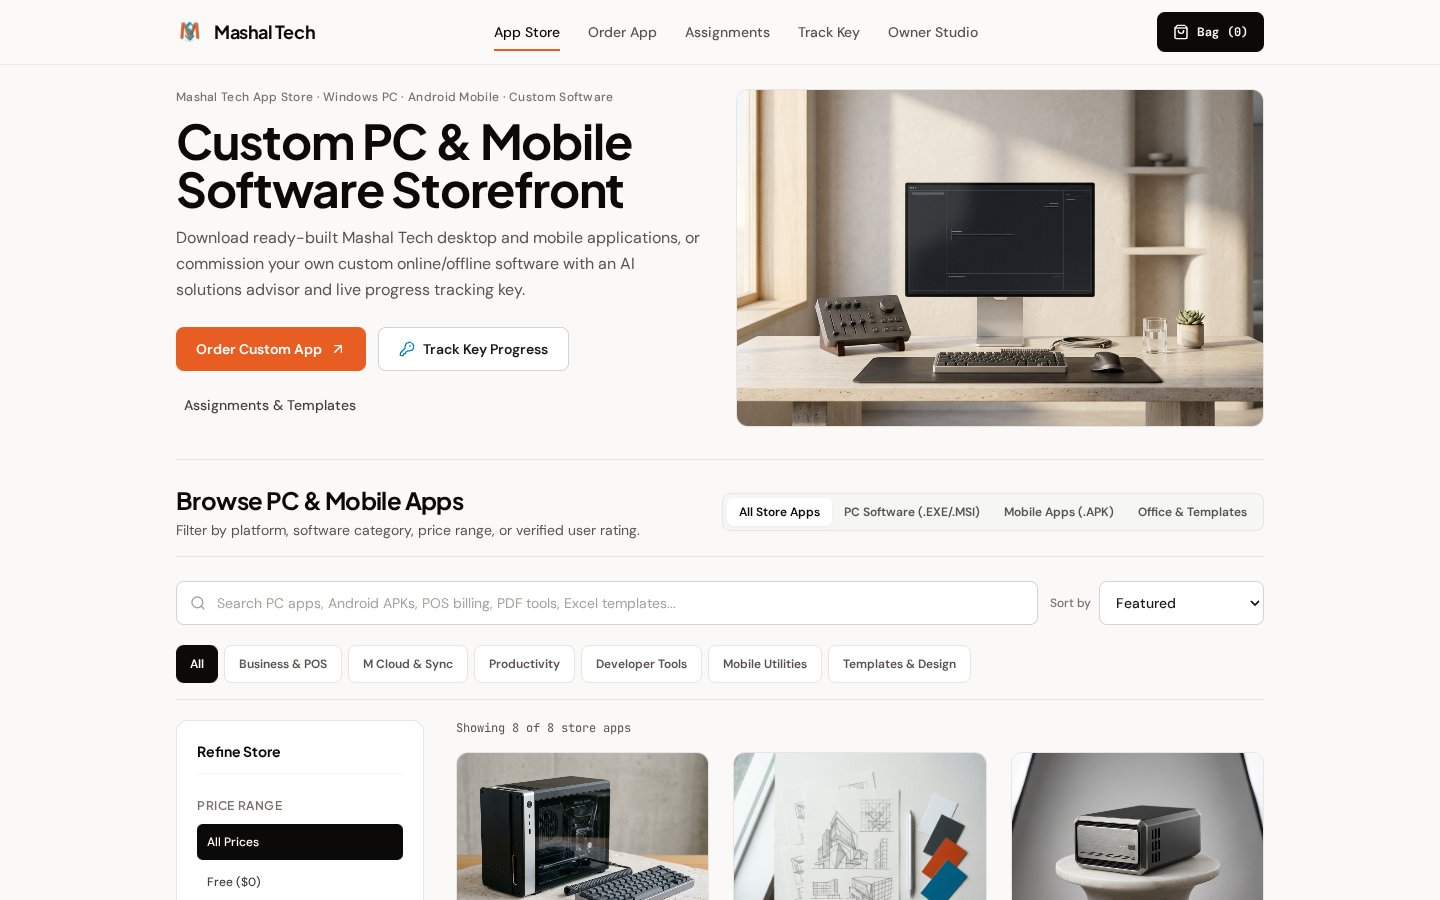 Mashal Tech
App Store
Order App
Assignments
Track Key
Owner Studio
Bag (0)
Mashal Tech App Store · Windows PC · Android Mobile · Custom Software
Custom PC & Mobile
Software Storefront
Download ready-built Mashal Tech desktop and mobile applications, or
commission your own custom online/offline software with an AI
solutions advisor and live progress tracking key.
Order Custom App
Track Key Progress
Assignments & Templates
Browse PC & Mobile Apps
Filter by platform, software category, price range, or verified user rating.
All Store Apps
PC Software (.EXE/.MSI)
Mobile Apps (.APK)
Office & Templates
Search PC apps, Android APKs, POS billing, PDF tools, Excel templates...
Sort by
Featured
All
Business & POS
M Cloud & Sync
Productivity
Developer Tools
Mobile Utilities
Templates & Design
Refine Store
PRICE RANGE
All Prices
Free ($0)
Showing 8 of 8 store apps